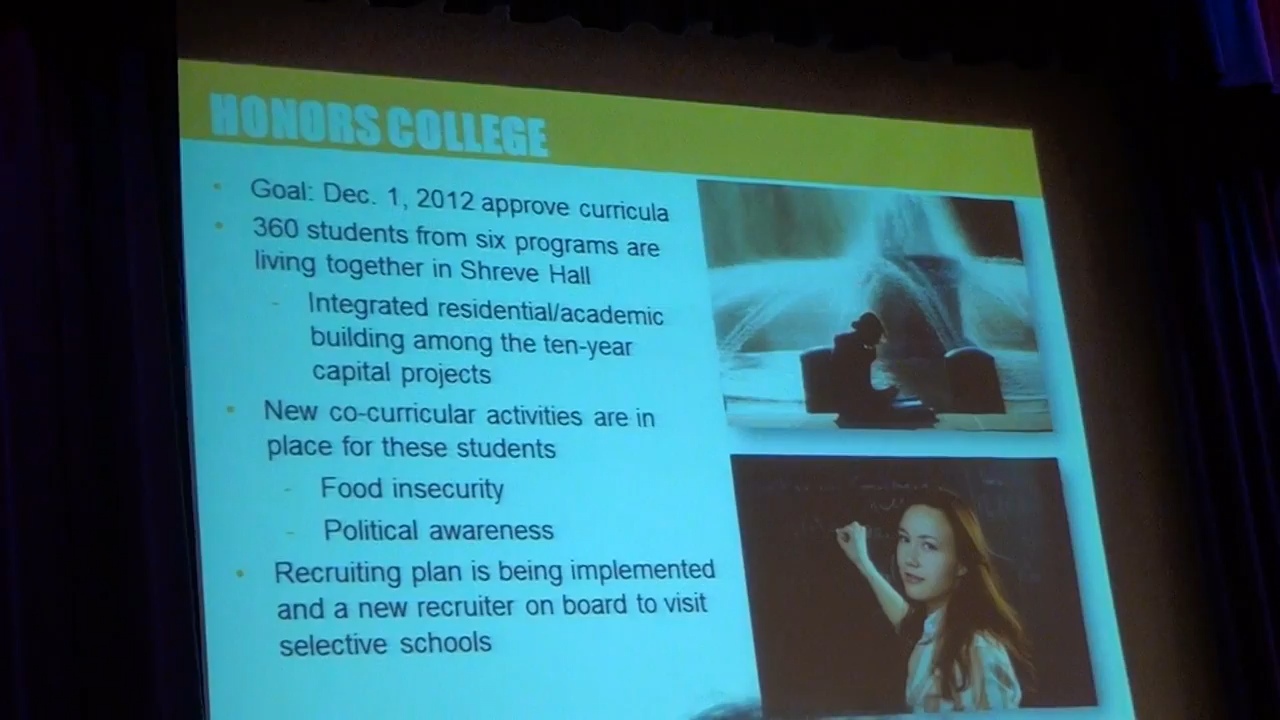 HONORS COLLEGE
Goal: Dec. 1, 2012 approve curricula
360 students from six programs are
living together in Shreve Hall
- Integrated residential/academic
building among the ten-year
capital projects
New co-curricular activities are in
place for these students
- Food insecurity
- Political awareness
Recruiting plan is being implemented
and a new recruiter on board to visit
selective schools